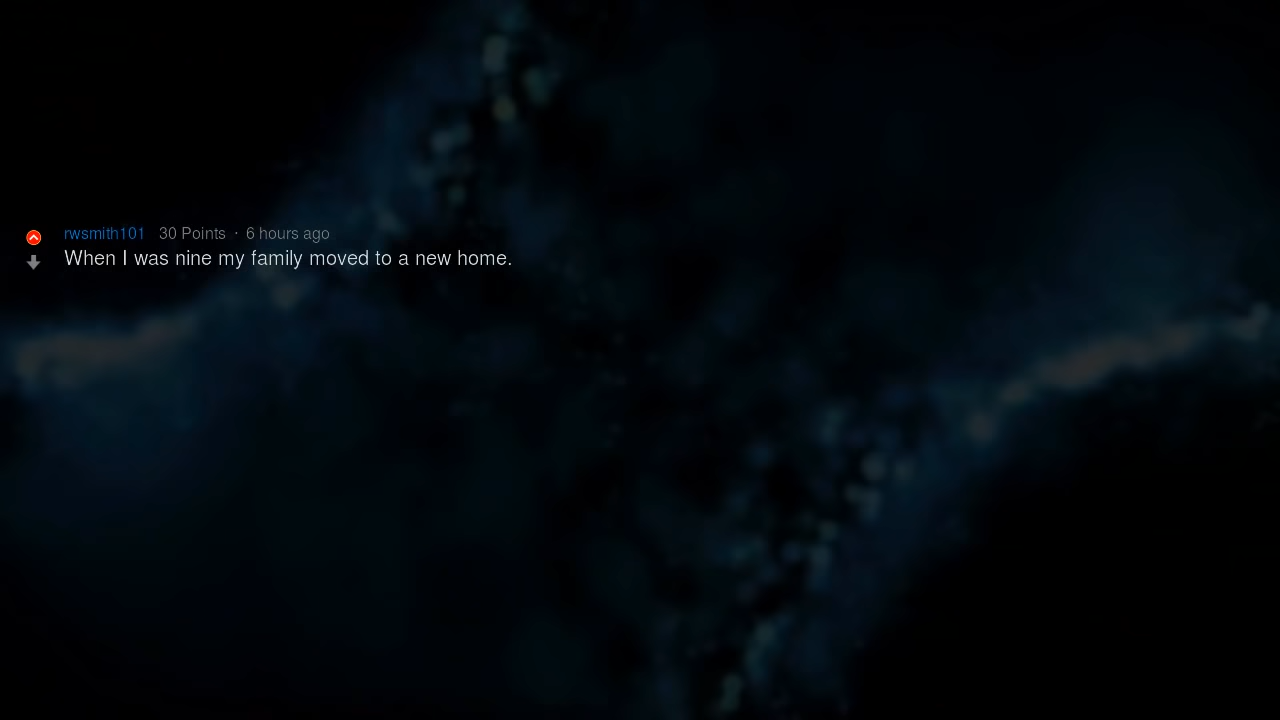 rwsmith101 30 Points · 6 hours ago
When I was nine my family moved to a new home.